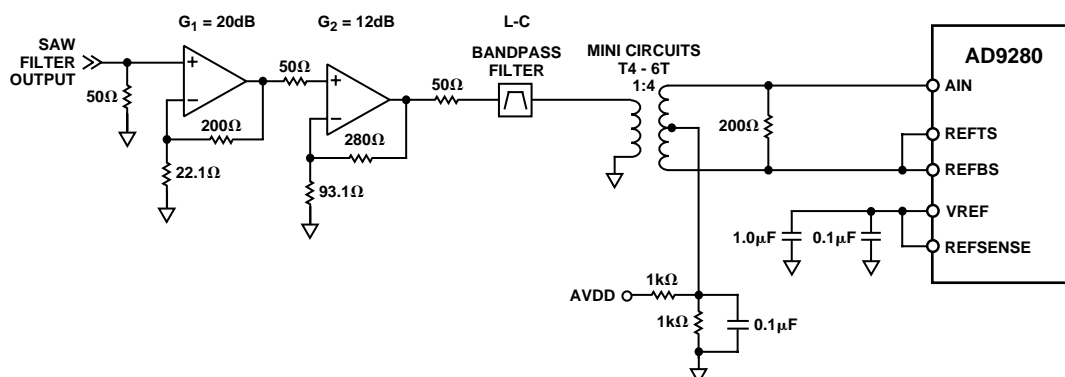 G1 = 20dB
G2 = 12dB
L-C
BANDPASS
FILTER
MINI CIRCUITS
T4 - 6T
1:4
AD9280
SAW
FILTER
OUTPUT
50Ω
+
–
200Ω
22.1Ω
50Ω
+
–
280Ω
93.1Ω
50Ω
200Ω
AIN
REFTS
REFBS
VREF
REFSENSE
1.0µF
0.1µF
AVDD
1kΩ
1kΩ
0.1µF